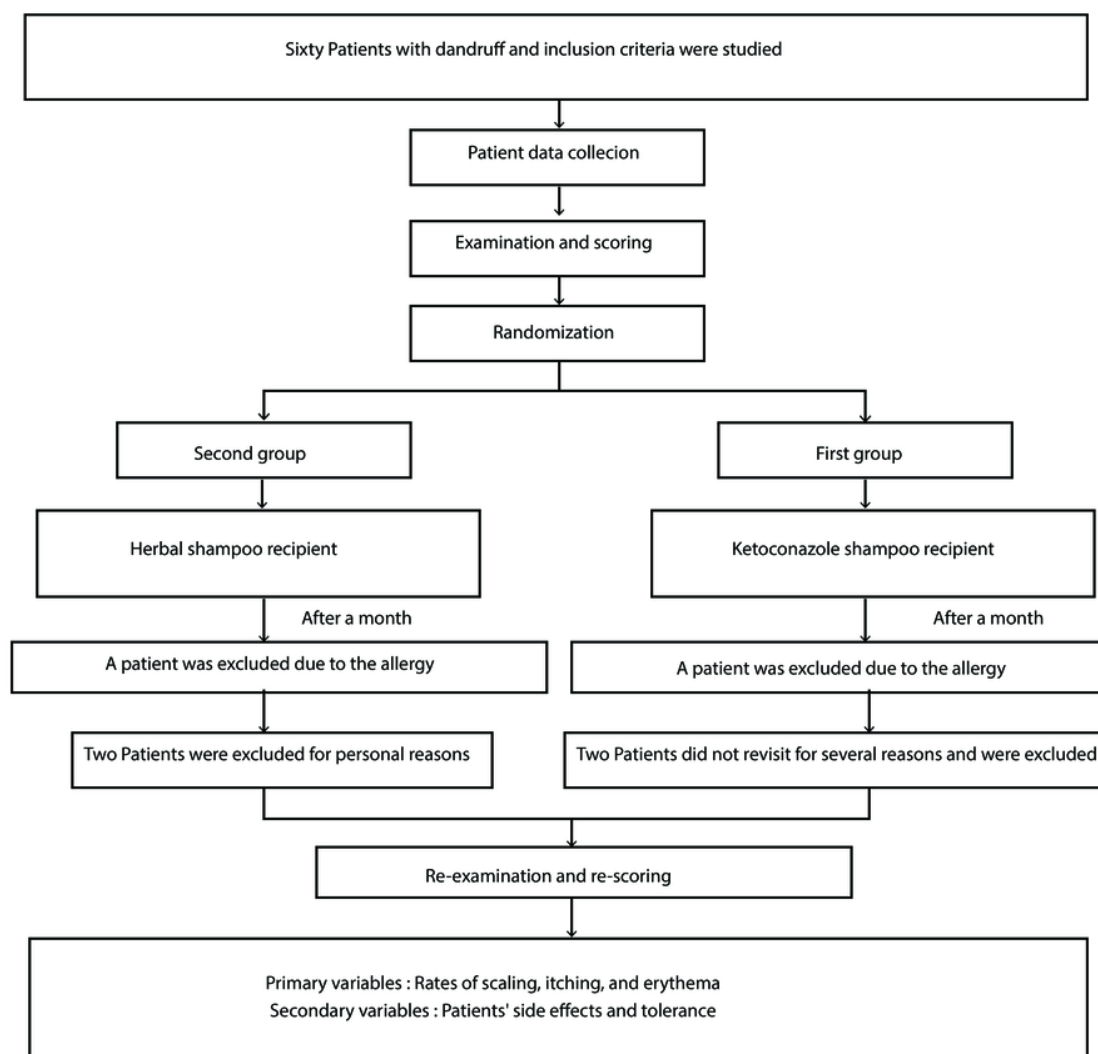 Sixty Patients with dandruff and inclusion criteria were studied
Patient data collecion
Examination and scoring
Randomization
Second group
First group
Herbal shampoo recipient
Ketoconazole shampoo recipient
After a month
After a month
A patient was excluded due to the allergy
A patient was excluded due to the allergy
Two Patients were excluded for personal reasons
Two Patients did not revisit for several reasons and were excluded
Re-examination and re-scoring
Primary variables : Rates of scaling, itching, and erythema
Secondary variables : Patients' side effects and tolerance